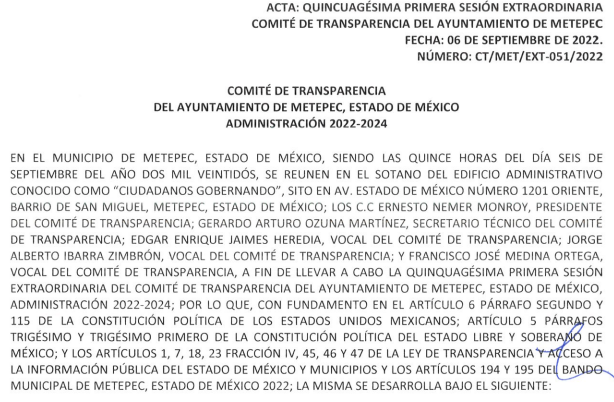 ACTA: QUINCUAGÉSIMA PRIMERA SESIÓN EXTRAORDINARIA
COMITÉ DE TRANSPARENCIA DEL AYUNTAMIENTO DE METEPEC
FECHA: 06 DE SEPTIEMBRE DE 2022.
NÚMERO: CT/MET/EXT-051/2022
COMITÉ DE TRANSPARENCIA
DEL AYUNTAMIENTO DE METEPEC, ESTADO DE MÉXICO
ADMINISTRACIÓN 2022-2024
EN EL MUNICIPIO DE METEPEC, ESTADO DE MÉXICO, SIENDO LAS QUINCE HORAS DEL DÍA SEIS DE
SEPTIEMBRE DEL AÑO DOS MIL VEINTIDÓS, SE REUNEN EN EL SOTANO DEL EDIFICIO ADMINISTRATIVO
CONOCIDO COMO "CIUDADANOS GOBERNANDO", SITO EN AV. ESTADO DE MÉXICO NÚMERO 1201 ORIENTE,
BARRIO DE SAN MIGUEL, METEPEC, ESTADO DE MÉXICO; LOS C.C ERNESTO NEMER MONROY, PRESIDENTE
DEL COMITÉ DE TRANSPARENCIA; GERARDO ARTURO OZUNA MARTÍNEZ, SECRETARIO TÉCNICO DEL COMITÉ
DE TRANSPARENCIA; EDGAR ENRIQUE JAIMES HEREDIA, VOCAL DEL COMITÉ DE TRANSPARENCIA; JORGE
ALBERTO IBARRA ZIMBRÓN, VOCAL DEL COMITÉ DE TRANSPARENCIA; Y FRANCISCO JOSÉ MEDINA ORTEGA,
VOCAL DEL COMITÉ DE TRANSPARENCIA, A FIN DE LLEVAR A CABO LA QUINQUAGÉSIMA PRIMERA SESIÓN
EXTRAORDINARIA DEL COMITÉ DE TRANSPARENCIA DEL AYUNTAMIENTO DE METEPEC, ESTADO DE MÉXICO,
ADMINISTRACIÓN 2022-2024; POR LO QUE, CON FUNDAMENTO EN EL ARTÍCULO 6 PÁRRAFO SEGUNDO Y
115 DE LA CONSTITUCIÓN POLÍTICA DE LOS ESTADOS UNIDOS MEXICANOS; ARTÍCULO 5 PÁRRAFOS
TRIGÉSIMO Y TRIGÉSIMO PRIMERO DE LA CONSTITUCIÓN POLÍTICA DEL ESTADO LIBRE Y SOBERANO DE
MÉXICO; Y LOS ARTÍCULOS 1, 7, 18, 23 FRACCIÓN IV, 45, 46 Y 47 DE LA LEY DE TRANSPARENCIA Y ACCESO A
LA INFORMACIÓN PÚBLICA DEL ESTADO DE MÉXICO Y MUNICIPIOS Y LOS ARTÍCULOS 194 Y 195 DEL BANDO
MUNICIPAL DE METEPEC, ESTADO DE MÉXICO 2022; LA MISMA SE DESARROLLA BAJO EL SIGUIENTE: